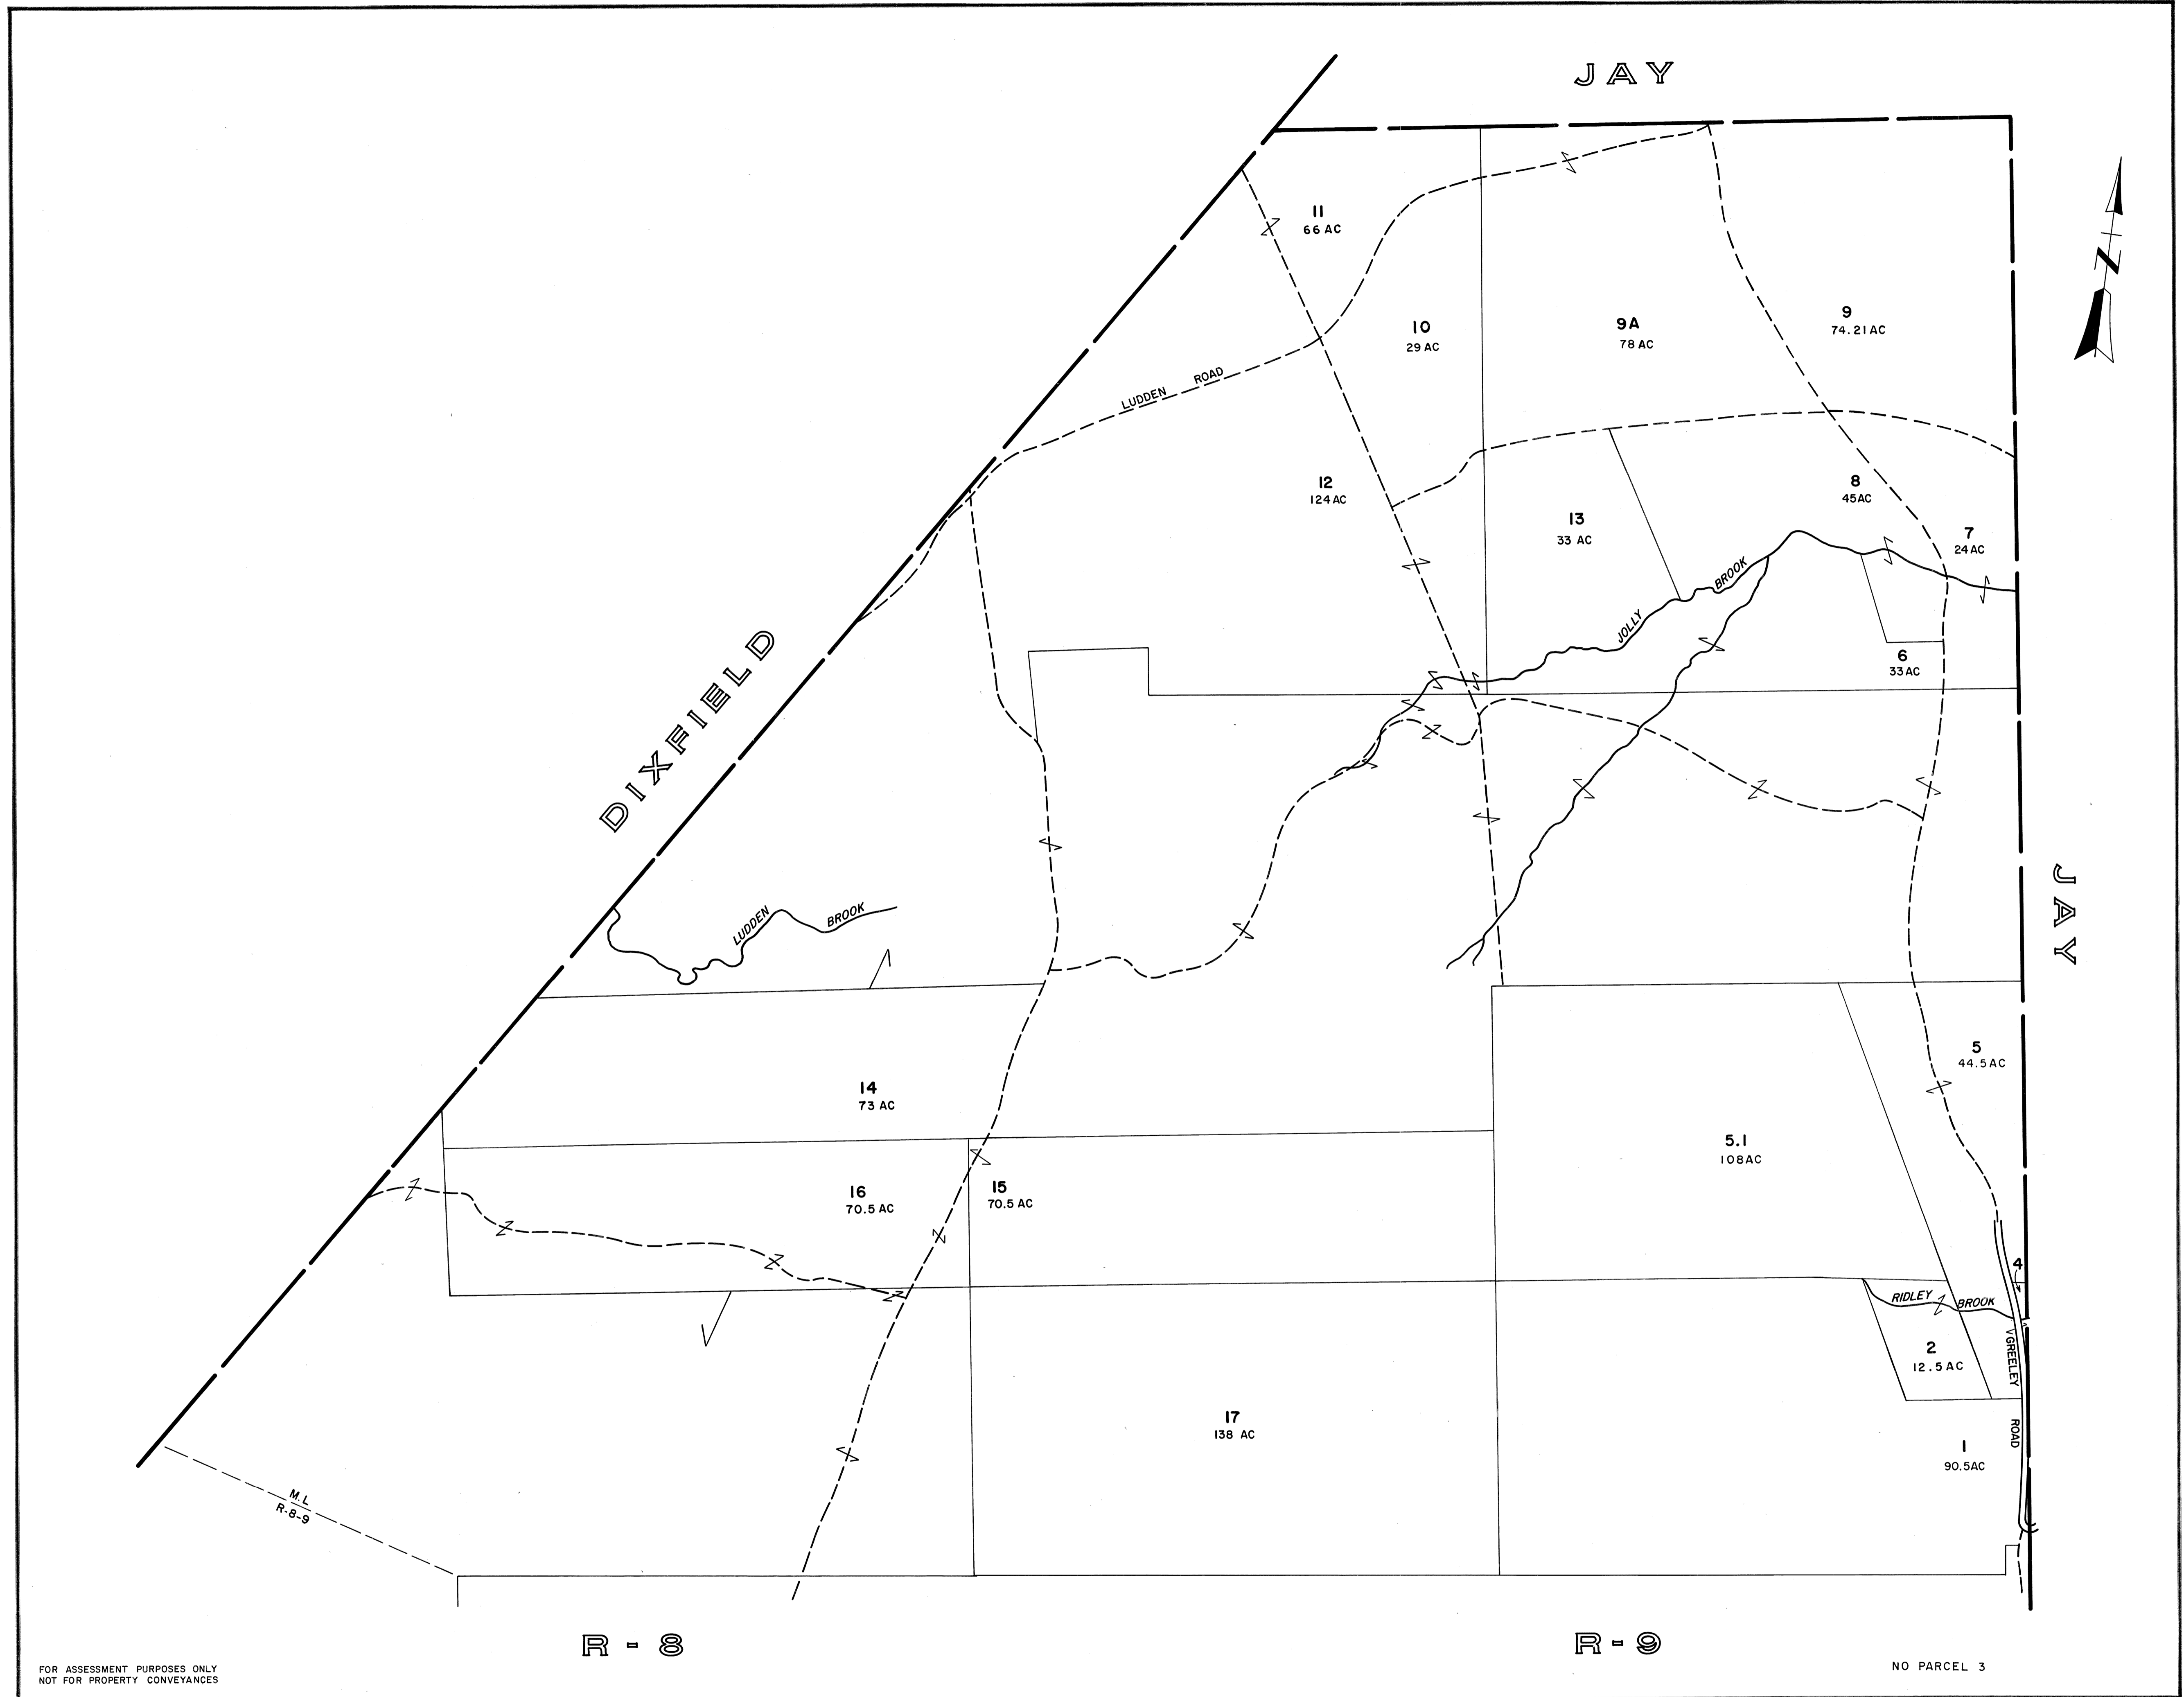 JAY
11
66 AC
10
29 AC
9A
78 AC
9
74.21 AC
N
LUDDEN ROAD
12
124 AC
13
33 AC
8
45 AC
7
24 AC
JOLLY BROOK
6
33 AC
DIXFIELD
JAY
LUDDEN BROOK
5
44.5 AC
14
73 AC
5.1
108 AC
16
70.5 AC
15
70.5 AC
4
RIDLEY BROOK
2
12.5 AC
GREELEY ROAD
17
138 AC
1
90.5 AC
M.L
R-8-9
R - 8
R - 9
FOR ASSESSMENT PURPOSES ONLY
NOT FOR PROPERTY CONVEYANCES
NO PARCEL 3